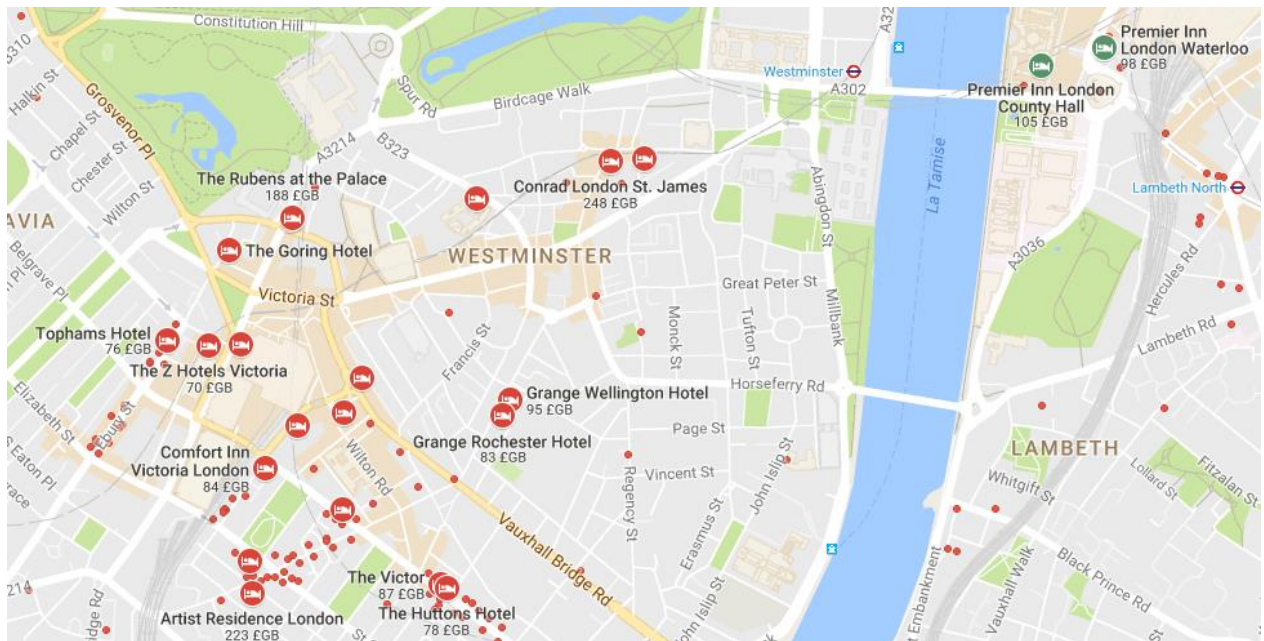 Constitution Hill
A3210
Halkin St
Grosvenor Pl
Chapel St
Chester St
Wilton St
Spur Rd
Birdcage Walk
A3214
B323
Westminster
A302
Premier Inn
London Waterloo
98 £GB
Premier Inn London
County Hall
105 £GB
Lambeth North
The Rubens at the Palace
188 £GB
Conrad London St. James
248 £GB
Abingdon St
La Tamise
AVIA
The Goring Hotel
WESTMINSTER
A3036
Hercules Rd
Belgrave Pl
Victoria St
Great Peter St
Millbank
Lambeth Rd
Tophams Hotel
76 £GB
The Z Hotels Victoria
70 £GB
Francis St
Monck St
Tufton St
Horseferry Rd
Elizabeth St
Ebury St
S Eaton Pl
Grange Wellington Hotel
95 £GB
Grange Rochester Hotel
83 £GB
Page St
Comfort Inn
Victoria London
84 £GB
Wilton Rd
Regency St
Vincent St
John Islip St
LAMBETH
Whitgift St
Lollard St
Fitzalan St
Vauxhall Bridge Rd
Erasmus St
John Islip St
Embankment
Vauxhall Walk
Black Prince Rd
The Victor
87 £GB
The Huttons Hotel
78 £GB
Artist Residence London
223 £GB
214